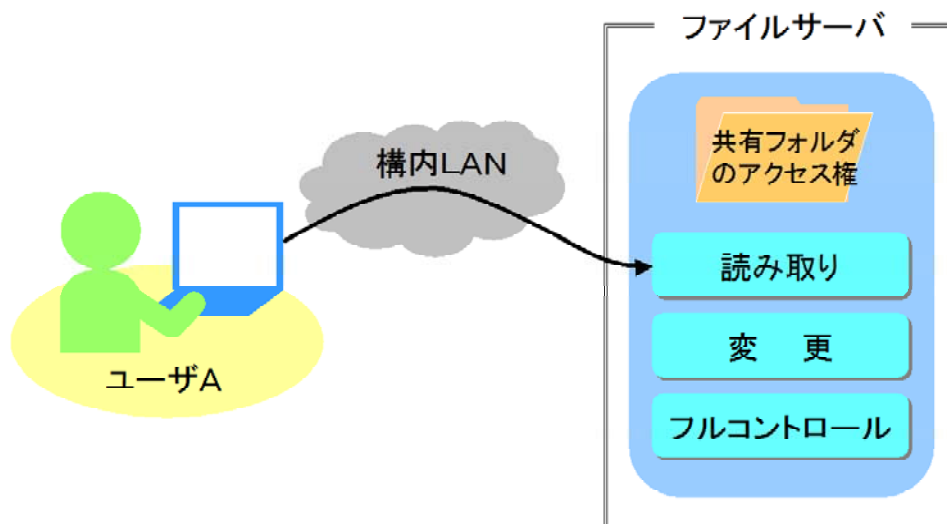 ファイルサーバ
共有フォルダ
のアクセス権
構内LAN
読み取り
変　更
フルコントロール
ユーザA